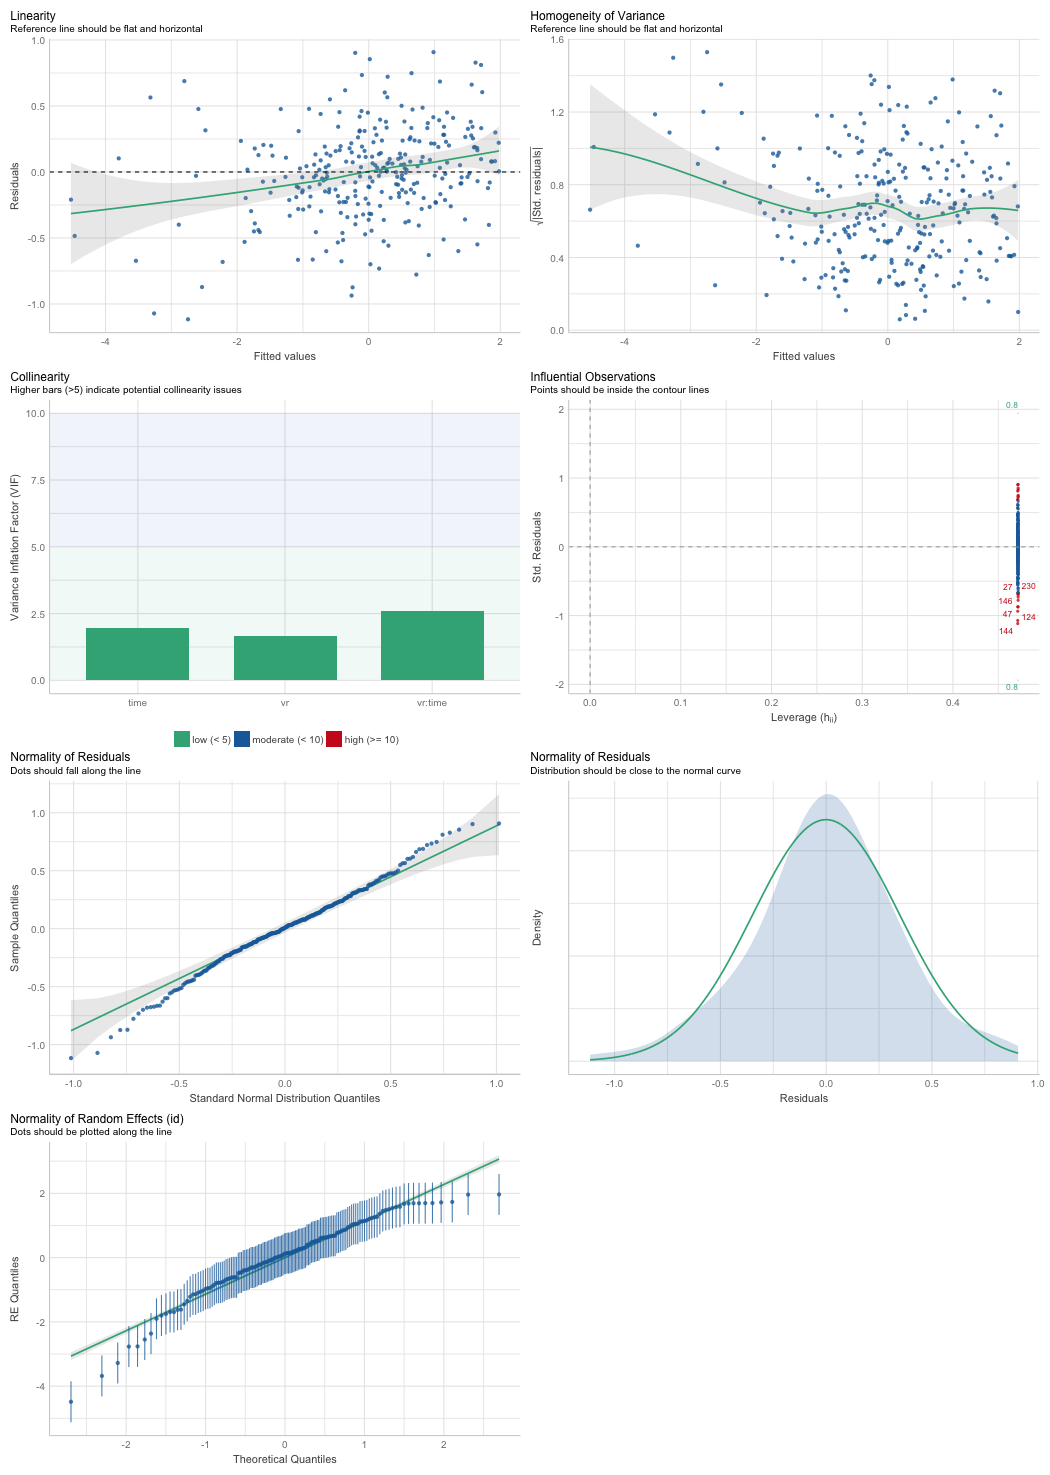 Linearity
Reference line should be flat and horizontal
1.0
0.5
0.0
-0.5
-1.0
Residuals
-4 -2 0 2
Fitted values
Homogeneity of Variance
Reference line should be flat and horizontal
1.6
1.2
0.8
0.4
0.0
√|Std. residuals|
-4 -2 0 2
Fitted values
Collinearity
Higher bars (>5) indicate potential collinearity issues
10.0
7.5
5.0
2.5
0.0
Variance Inflation Factor (VIF)
time vr vr:time
low (< 5) moderate (< 10) high (>= 10)
Influential Observations
Points should be inside the contour lines
2
1
0
-1
-2
Std. Residuals
0.8
27 230
146
47 124
144
0.8
0.0 0.1 0.2 0.3 0.4
Leverage (hii)
Normality of Residuals
Dots should fall along the line
1.0
0.5
0.0
-0.5
-1.0
Sample Quantiles
-1.0 -0.5 0.0 0.5 1.0
Standard Normal Distribution Quantiles
Normality of Residuals
Distribution should be close to the normal curve
Density
-1.0 -0.5 0.0 0.5 1.0
Residuals
Normality of Random Effects (id)
Dots should be plotted along the line
2
0
-2
-4
RE Quantiles
-2 -1 0 1 2
Theoretical Quantiles